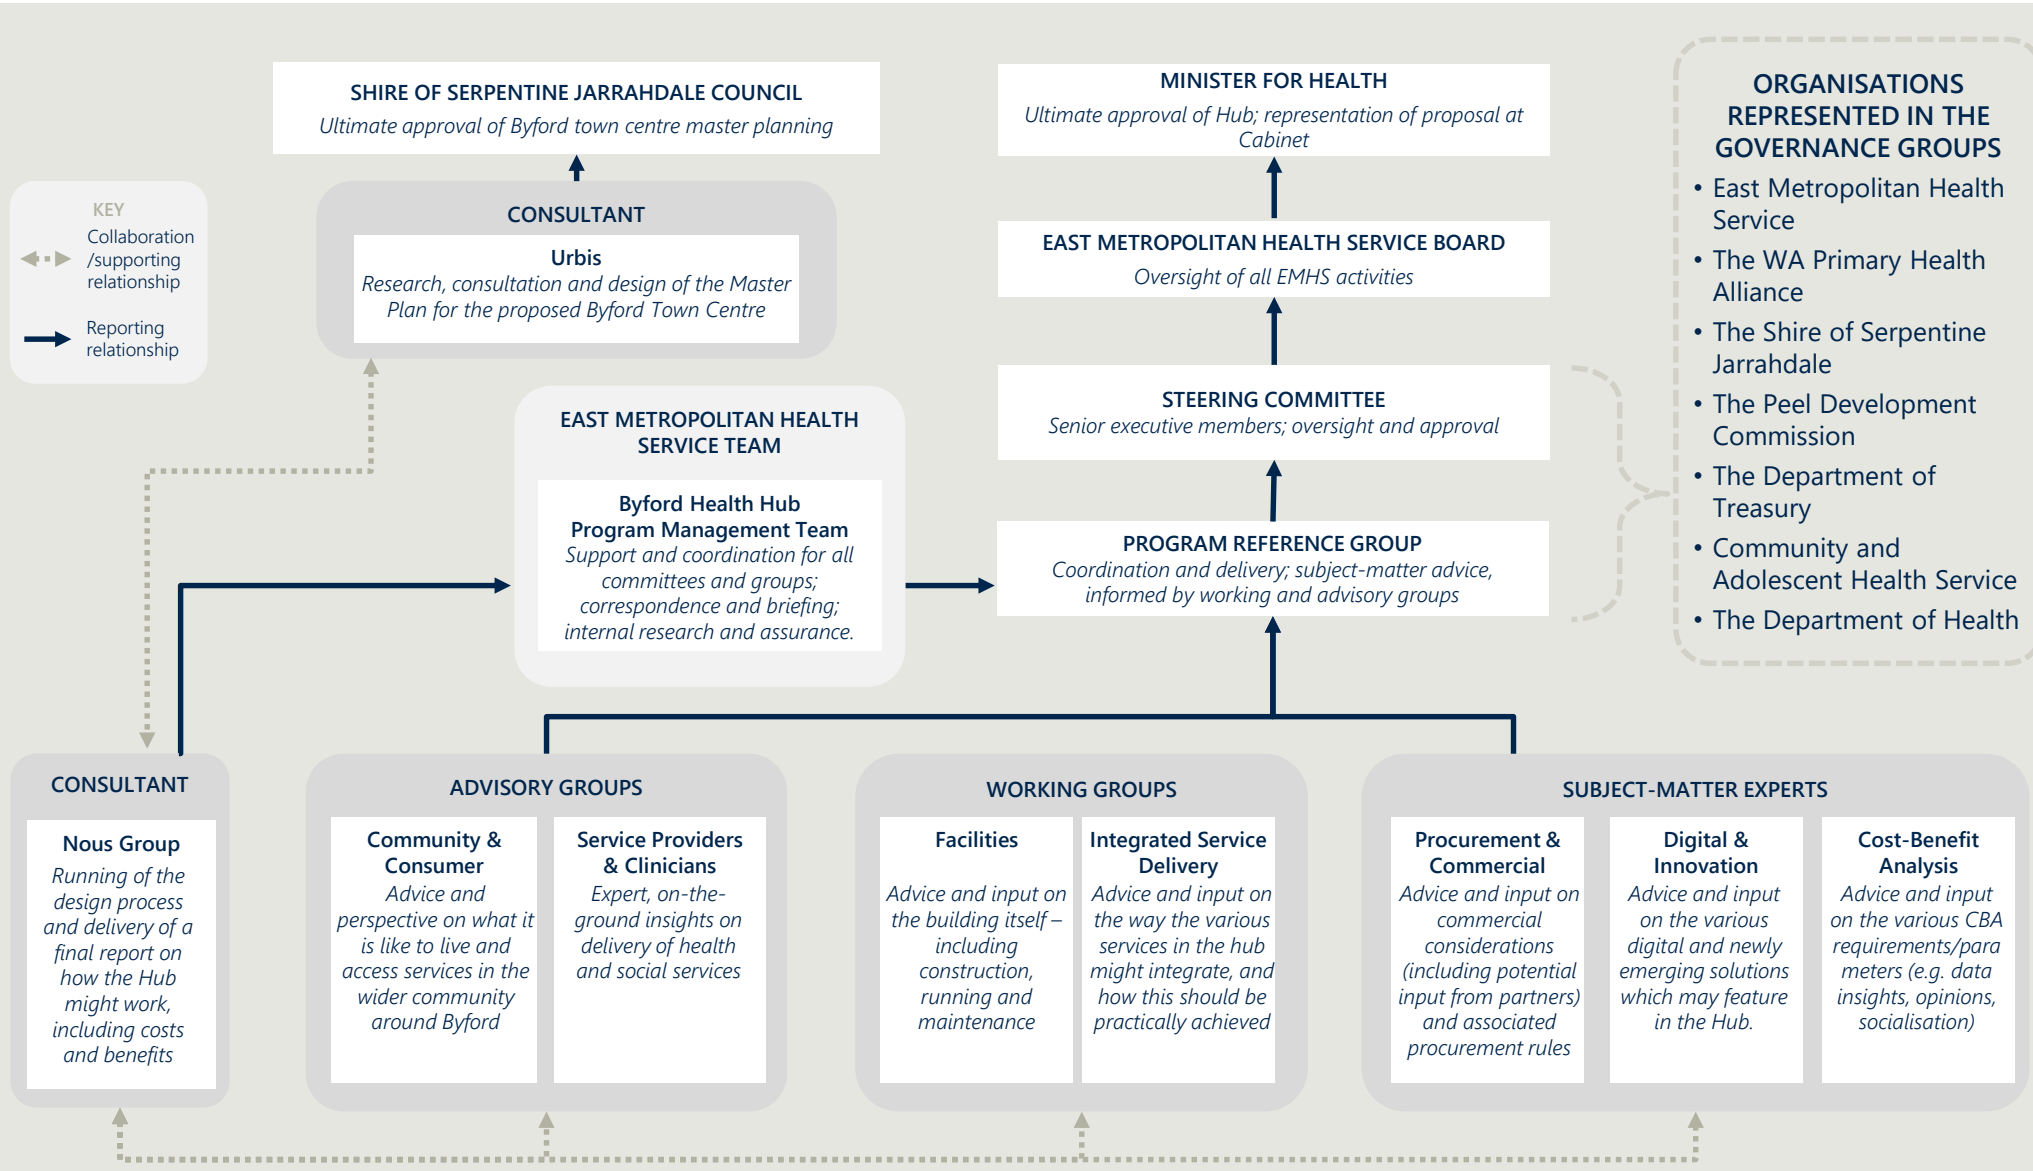 SHIRE OF SERPENTINE JARRAHDALE COUNCIL
Ultimate approval of Byford town centre master planning
MINISTER FOR HEALTH
Ultimate approval of Hub; representation of proposal at
Cabinet
ORGANISATIONS
REPRESENTED IN THE
GOVERNANCE GROUPS
• East Metropolitan Health
Service
• The WA Primary Health
Alliance
• The Shire of Serpentine
Jarrahdale
• The Peel Development
Commission
• The Department of
Treasury
• Community and
Adolescent Health Service
• The Department of Health
KEY
Collaboration
/supporting
relationship
Reporting
relationship
CONSULTANT
Urbis
Research, consultation and design of the Master
Plan for the proposed Byford Town Centre
EAST METROPOLITAN HEALTH SERVICE BOARD
Oversight of all EMHS activities
STEERING COMMITTEE
Senior executive members; oversight and approval
EAST METROPOLITAN HEALTH
SERVICE TEAM
Byford Health Hub
Program Management Team
Support and coordination for all
committees and groups;
correspondence and briefing;
internal research and assurance.
PROGRAM REFERENCE GROUP
Coordination and delivery; subject-matter advice,
informed by working and advisory groups
CONSULTANT
Nous Group
Running of the
design process
and delivery of a
final report on
how the Hub
might work,
including costs
and benefits
ADVISORY GROUPS
Community &
Consumer
Advice and
perspective on what it
is like to live and
access services in the
wider community
around Byford
Service Providers
& Clinicians
Expert, on-the-
ground insights on
delivery of health
and social services
WORKING GROUPS
Facilities
Advice and input on
the building itself –
including
construction,
running and
maintenance
Integrated Service
Delivery
Advice and input on
the way the various
services in the hub
might integrate, and
how this should be
practically achieved
SUBJECT-MATTER EXPERTS
Procurement &
Commercial
Advice and input on
commercial
considerations
(including potential
input from partners)
and associated
procurement rules
Digital &
Innovation
Advice and input
on the various
digital and newly
emerging solutions
which may feature
in the Hub.
Cost-Benefit
Analysis
Advice and input
on the various CBA
requirements/para
meters (e.g. data
insights, opinions,
socialisation)